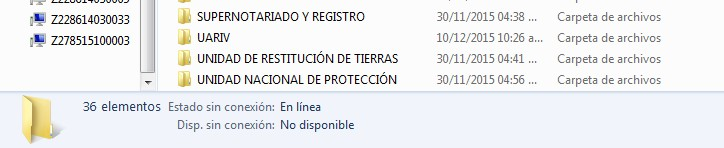 Z228614030009
Z228614030033
Z278515100003
SUPERNOTARIADO Y REGISTRO 30/11/2015 04:38 ... Carpeta de archivos
UARIV 10/12/2015 10:26 a... Carpeta de archivos
UNIDAD DE RESTITUCIÓN DE TIERRAS 30/11/2015 04:41 ... Carpeta de archivos
UNIDAD NACIONAL DE PROTECCIÓN 30/11/2015 04:56 ... Carpeta de archivos
36 elementos Estado sin conexión: En línea
Disp. sin conexión: No disponible